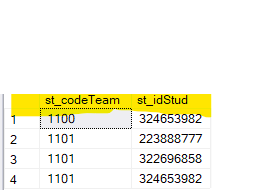 st_codeTeam st_idStud
1 1100 324653982
2 1101 223888777
3 1101 322696858
4 1101 324653982